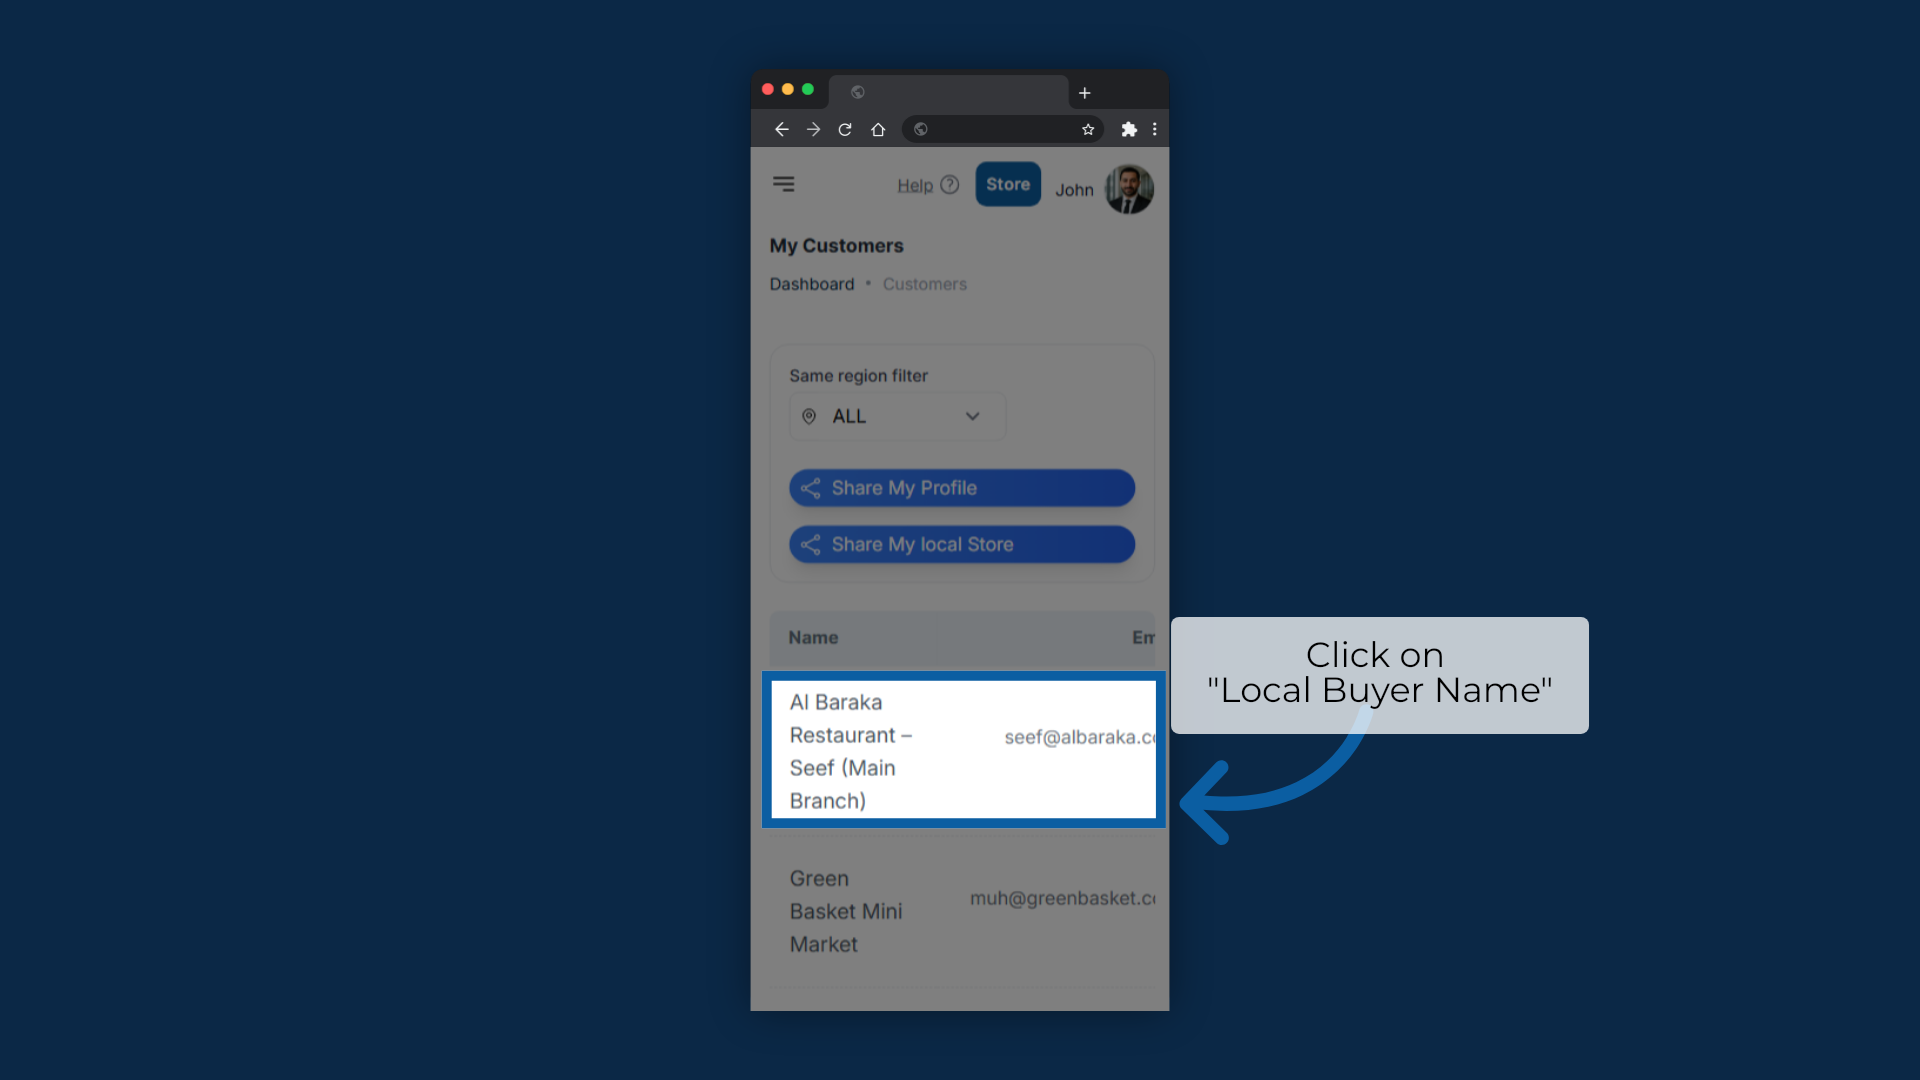 Help
Store
John
My Customers
Dashboard • Customers
Same region filter
ALL
Share My Profile
Share My local Store
Name
Em
Al Baraka
Restaurant –
Seef (Main
Branch)
seef@albaraka.co
Green
Basket Mini
Market
muh@greenbasket.co
Click on
"Local Buyer Name"